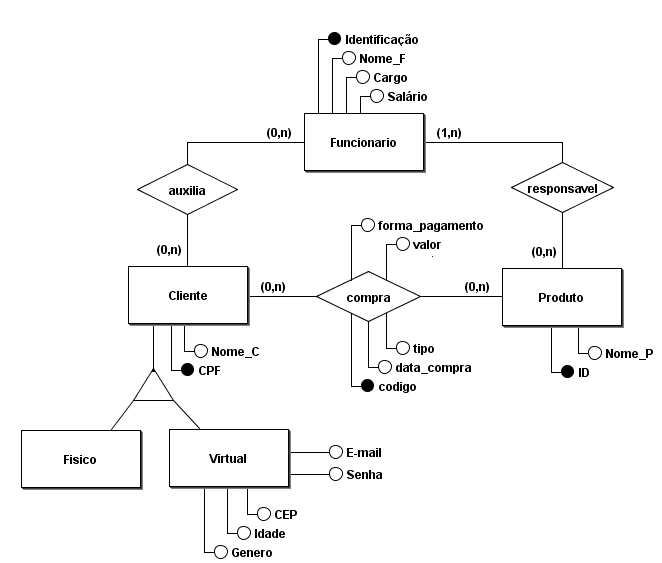 Identificação
Nome_F
Cargo
Salário
(0,n)
Funcionario
(1,n)
auxilia
responsavel
forma_pagamento
valor
(0,n)
(0,n)
Cliente
(0,n)
compra
(0,n)
Produto
Nome_C
tipo
Nome_P
CPF
data_compra
ID
codigo
Fisico
Virtual
E-mail
Senha
CEP
Idade
Genero